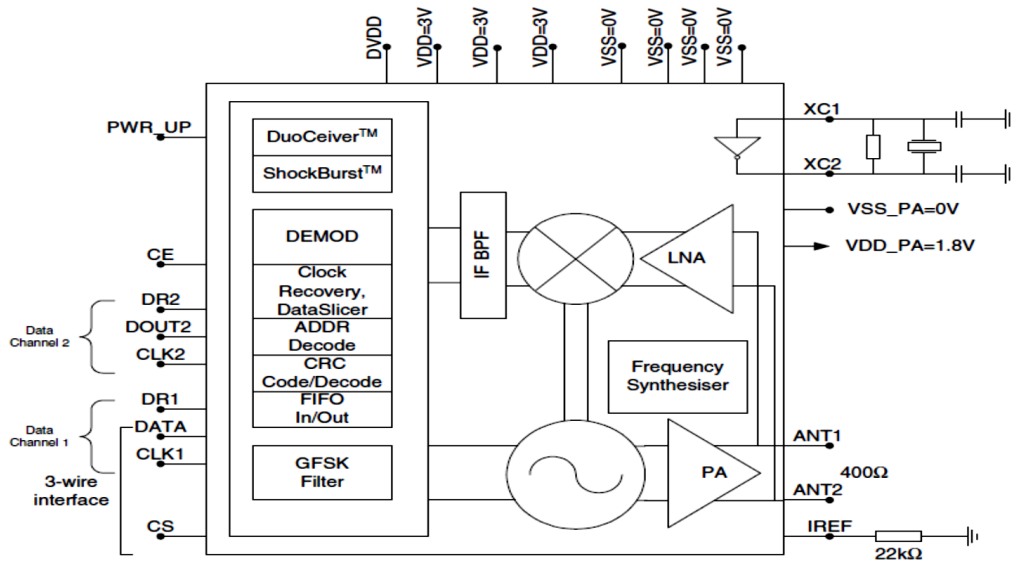 DVDD
VDD=3V
VDD=3V
VDD=3V
VSS=0V
VSS=0V
VSS=0V
VSS=0V
PWR_UP
CE
DR2
DOUT2
CLK2
Data
Channel 2
DR1
DATA
CLK1
Data
Channel 1
3-wire
interface
CS
DuoCeiver™
ShockBurst™
DEMOD
Clock
Recovery,
DataSlicer
ADDR
Decode
CRC
Code/Decode
FIFO
In/Out
GFSK
Filter
IF BPF
LNA
Frequency
Synthesiser
PA
XC1
XC2
VSS_PA=0V
VDD_PA=1.8V
ANT1
400Ω
ANT2
IREF
22kΩ